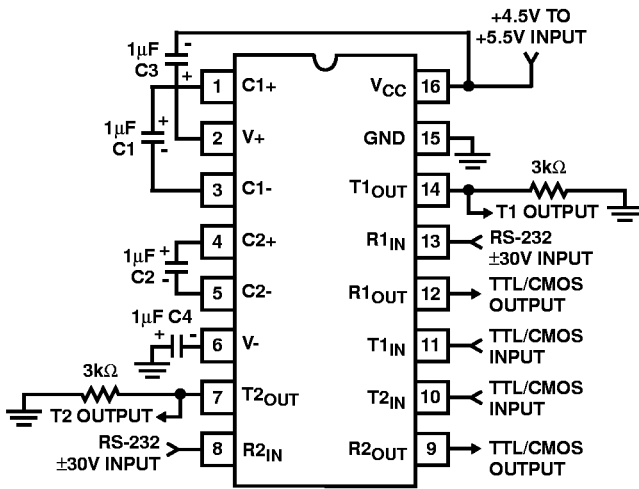 +4.5V TO
+5.5V INPUT
1µF
C3
-
+
1
C1+
VCC
16
1µF
C1
+
-
2
V+
GND
15
3
C1-
T1OUT
14
3kΩ
T1 OUTPUT
4
C2+
R1IN
13
RS-232
±30V INPUT
1µF
C2
+
-
5
C2-
R1OUT
12
TTL/CMOS
OUTPUT
1µF C4
+
-
6
V-
T1IN
11
TTL/CMOS
INPUT
3kΩ
T2 OUTPUT
7
T2OUT
T2IN
10
TTL/CMOS
INPUT
RS-232
±30V INPUT
8
R2IN
R2OUT
9
TTL/CMOS
OUTPUT